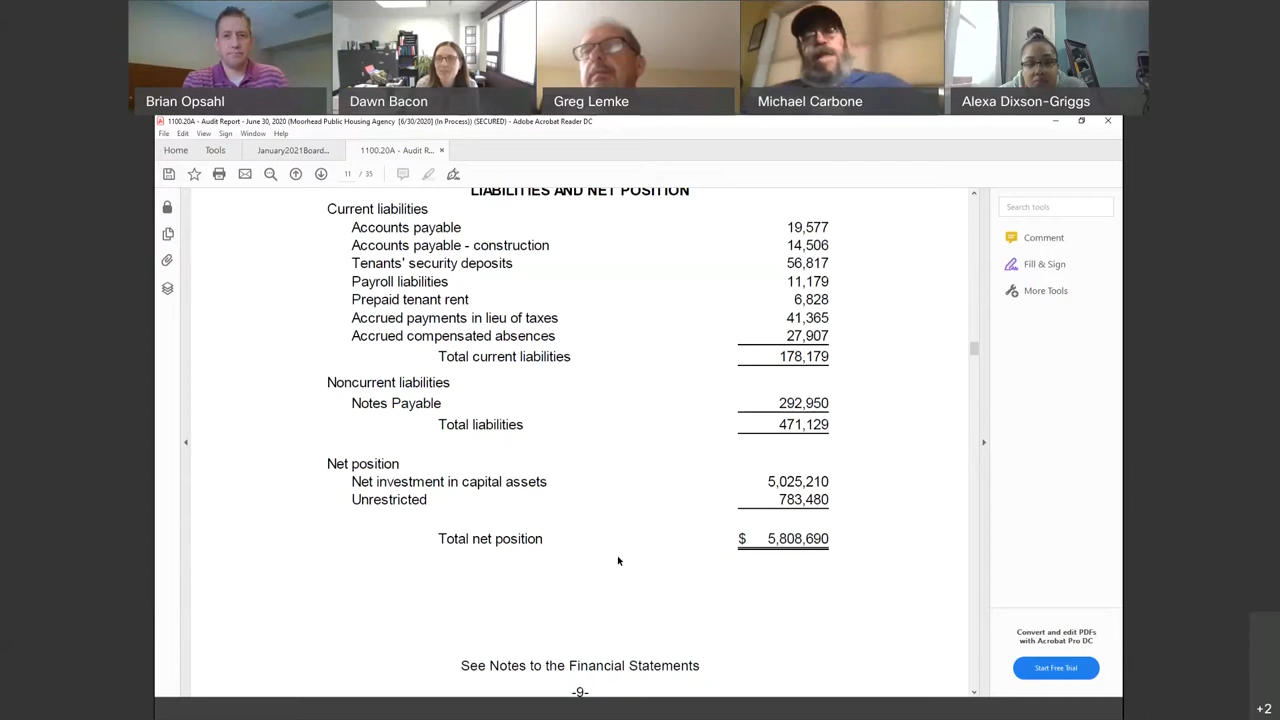 Brian Opsahl
Dawn Bacon
Greg Lemke
Michael Carbone
Alexa Dixson-Griggs
1100.20A - Audit Report - June 30, 2020 (Moorhead Public Housing Agency [6/30/2020] (In Process)) (SECURED) - Adobe Acrobat Reader DC
File Edit View Sign Window Help
Home Tools January2021Board... 1100.20A - Audit R... ×
11 / 35
Search tools
Comment
Fill & Sign
More Tools
LIABILITIES AND NET POSITION
Current liabilities
Accounts payable 19,577
Accounts payable - construction 14,506
Tenants' security deposits 56,817
Payroll liabilities 11,179
Prepaid tenant rent 6,828
Accrued payments in lieu of taxes 41,365
Accrued compensated absences 27,907
Total current liabilities 178,179
Noncurrent liabilities
Notes Payable 292,950
Total liabilities 471,129
Net position
Net investment in capital assets 5,025,210
Unrestricted 783,480
Total net position $ 5,808,690
See Notes to the Financial Statements
-9-
Convert and edit PDFs
with Acrobat Pro DC
Start Free Trial
+2